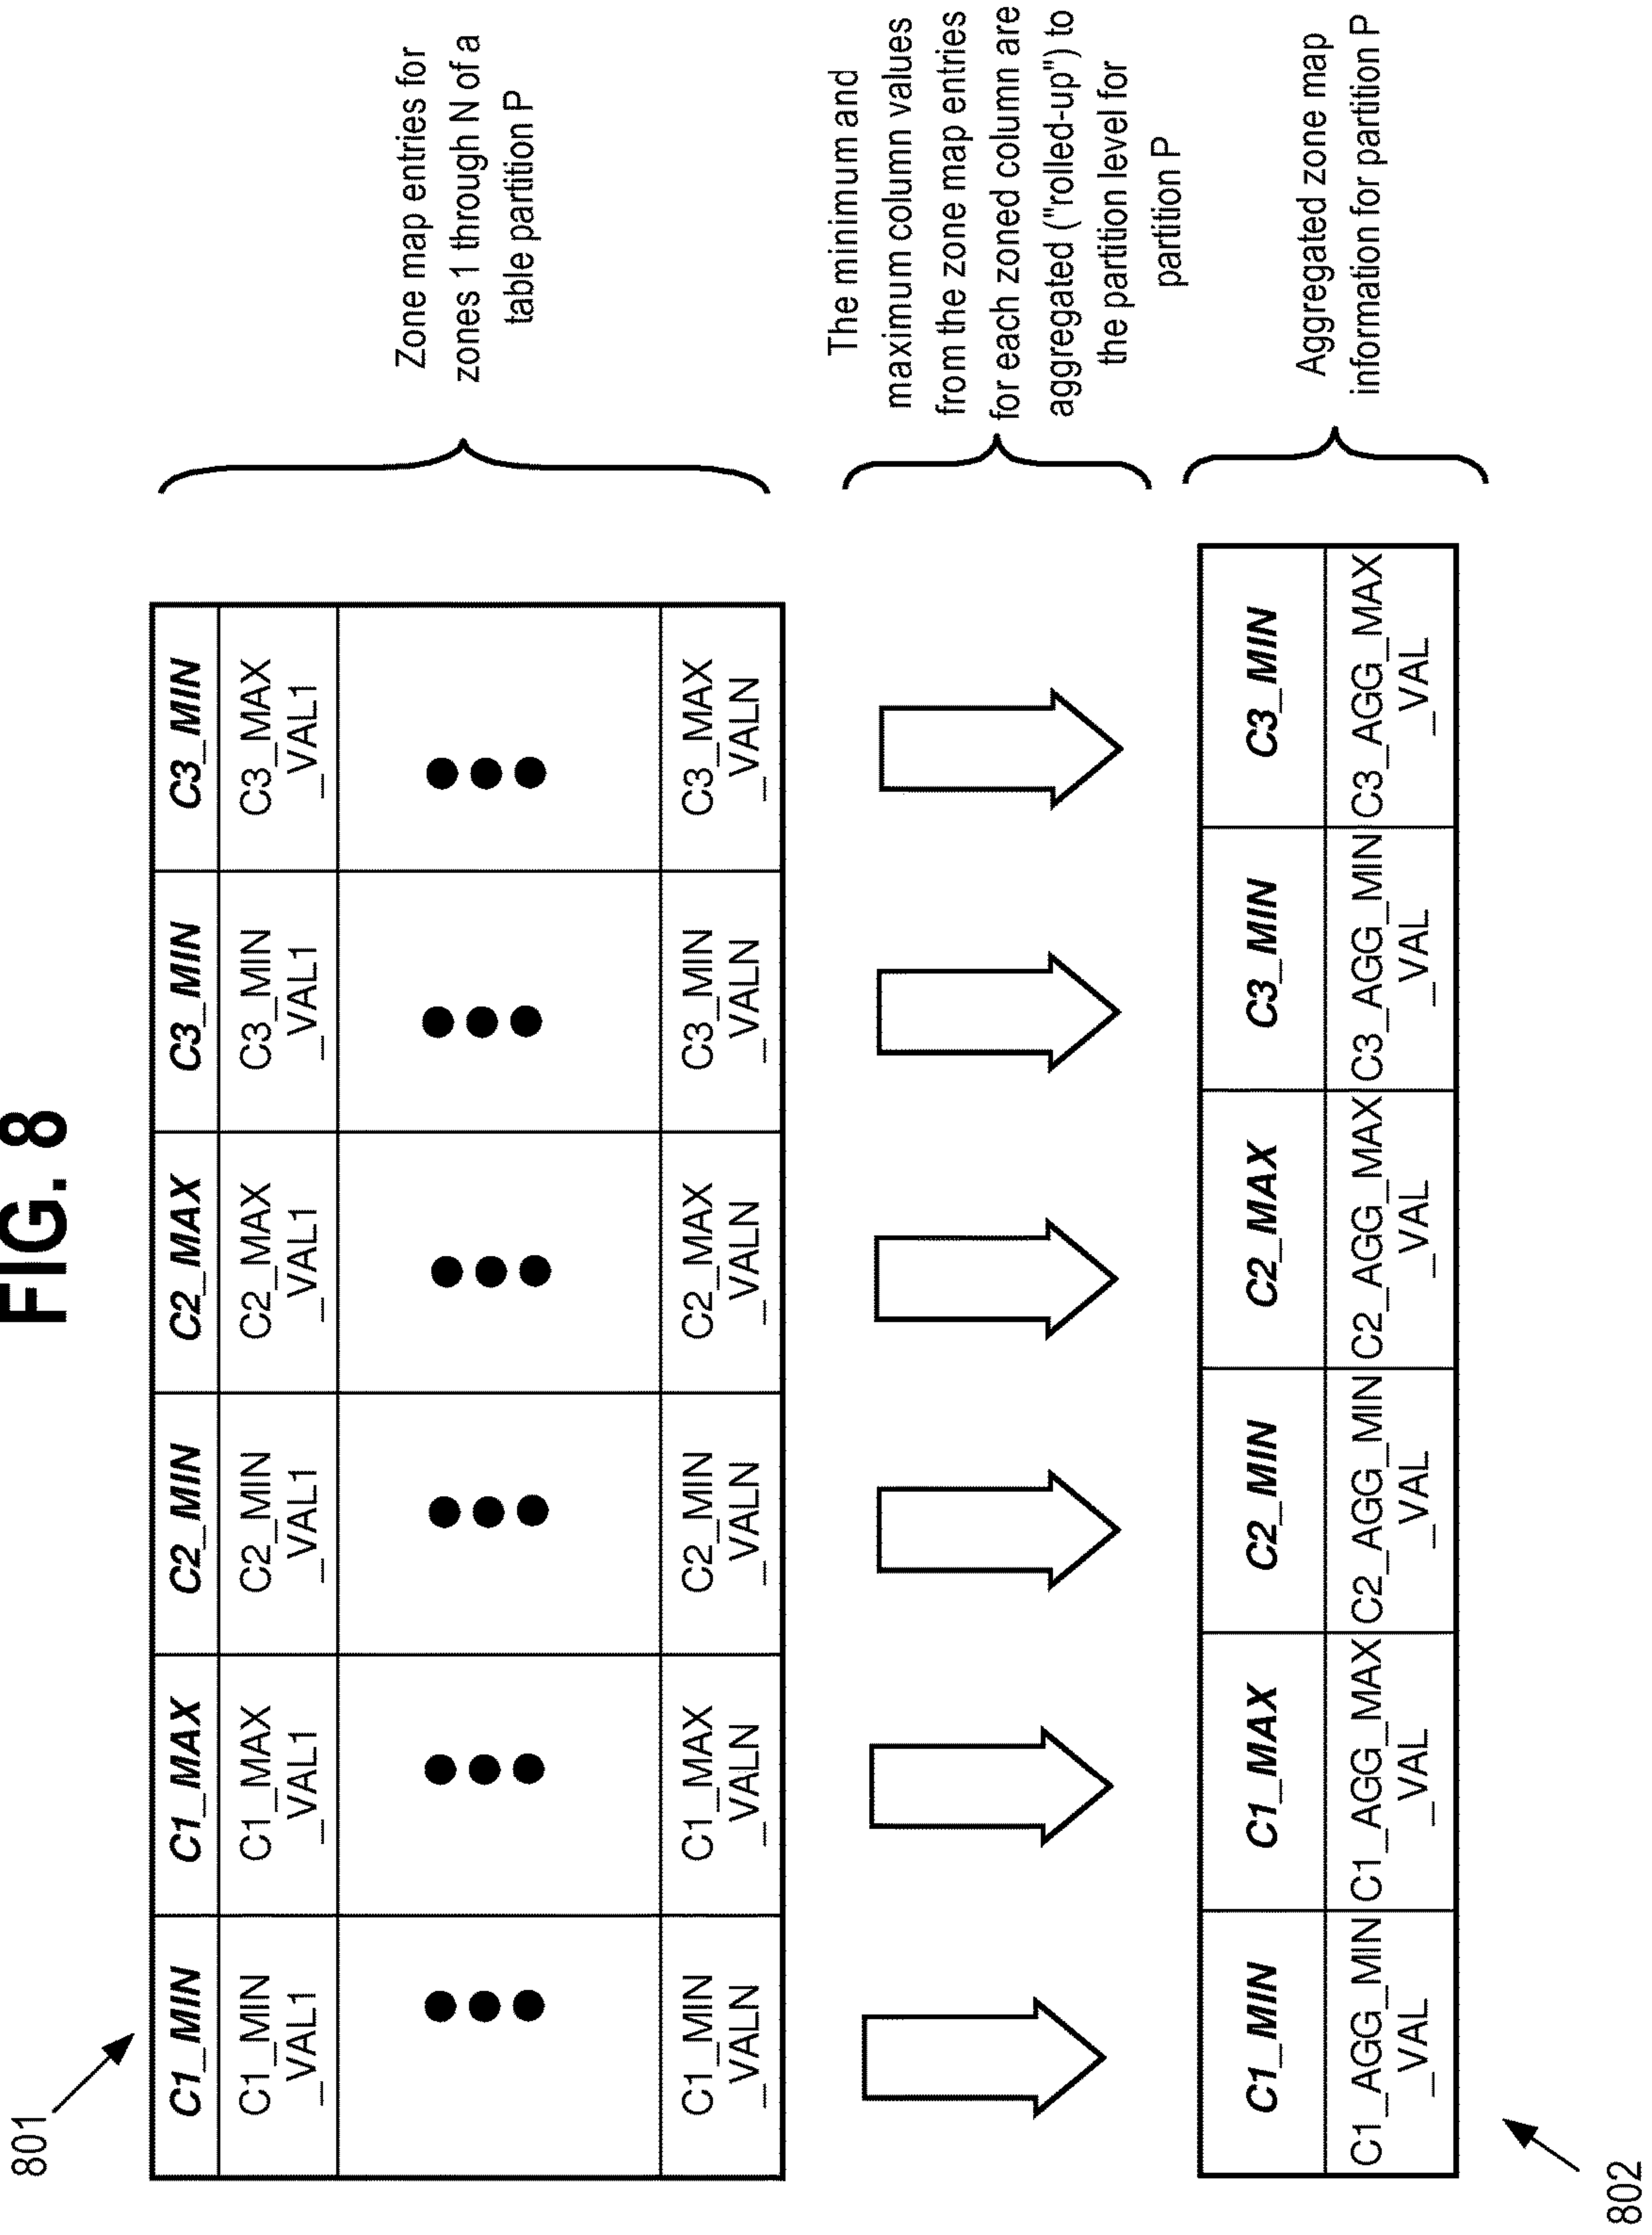 FIG. 8
801
C1_MIN C1_MAX C2_MIN C2_MAX C3_MIN C3_MIN
C1_MIN C1_MAX C2_MIN C2_MAX C3_MIN C3_MAX
_VAL1 _VAL1 _VAL1 _VAL1 _VAL1 _VAL1
C1_MIN C1_MAX C2_MIN C2_MAX C3_MIN C3_MAX
_VALN _VALN _VALN _VALN _VALN _VALN
Zone map entries for
zones 1 through N of a
table partition P
The minimum and
maximum column values
from the zone map entries
for each zoned column are
aggregated ("rolled-up") to
the partition level for
partition P
C1_MIN C1_MAX C2_MIN C2_MAX C3_MIN C3_MIN
C1_AGG_MIN C1_AGG_MAX C2_AGG_MIN C2_AGG_MAX C3_AGG_MIN C3_AGG_MAX
_VAL _VAL _VAL _VAL _VAL _VAL
Aggregated zone map
information for partition P
802